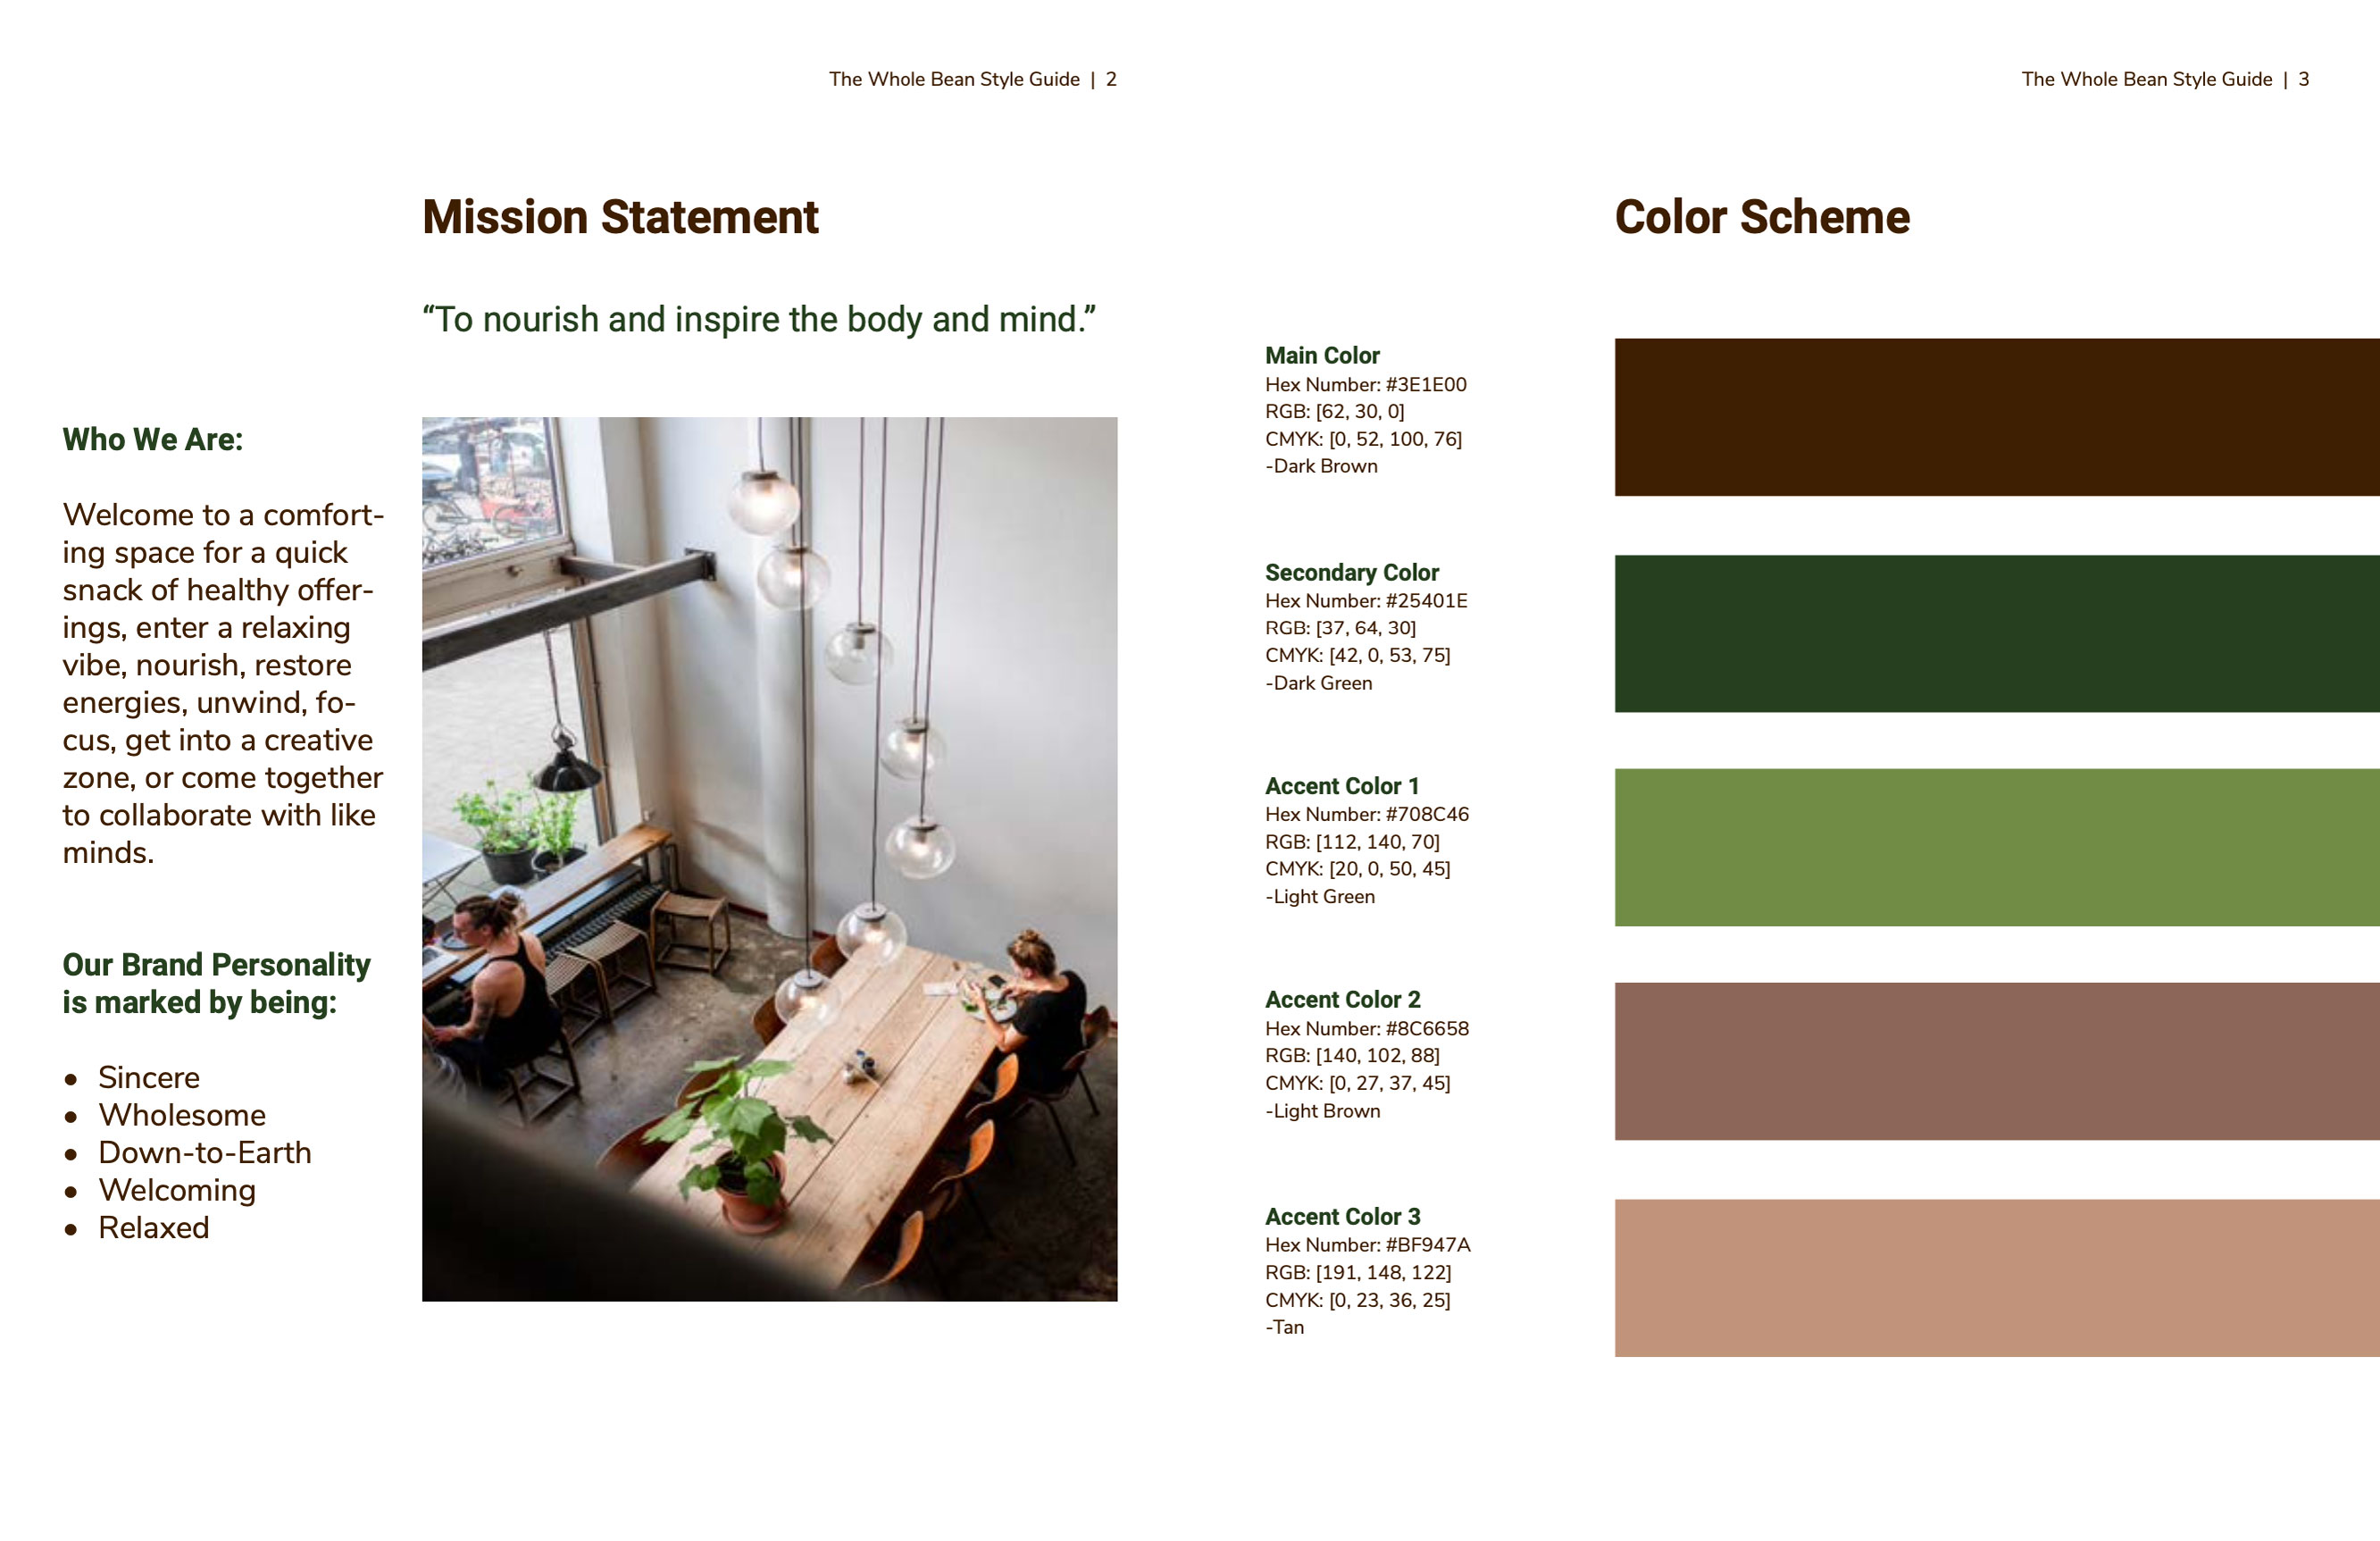 The Whole Bean Style Guide | 2
Mission Statement
“To nourish and inspire the body and mind.”
Who We Are:
Welcome to a comfort-
ing space for a quick
snack of healthy offer-
ings, enter a relaxing
vibe, nourish, restore
energies, unwind, fo-
cus, get into a creative
zone, or come together
to collaborate with like
minds.
Our Brand Personality
is marked by being:
• Sincere
• Wholesome
• Down-to-Earth
• Welcoming
• Relaxed
The Whole Bean Style Guide | 3
Color Scheme
Main Color
Hex Number: #3E1E00
RGB: [62, 30, 0]
CMYK: [0, 52, 100, 76]
-Dark Brown
Secondary Color
Hex Number: #25401E
RGB: [37, 64, 30]
CMYK: [42, 0, 53, 75]
-Dark Green
Accent Color 1
Hex Number: #708C46
RGB: [112, 140, 70]
CMYK: [20, 0, 50, 45]
-Light Green
Accent Color 2
Hex Number: #8C6658
RGB: [140, 102, 88]
CMYK: [0, 27, 37, 45]
-Light Brown
Accent Color 3
Hex Number: #BF947A
RGB: [191, 148, 122]
CMYK: [0, 23, 36, 25]
-Tan